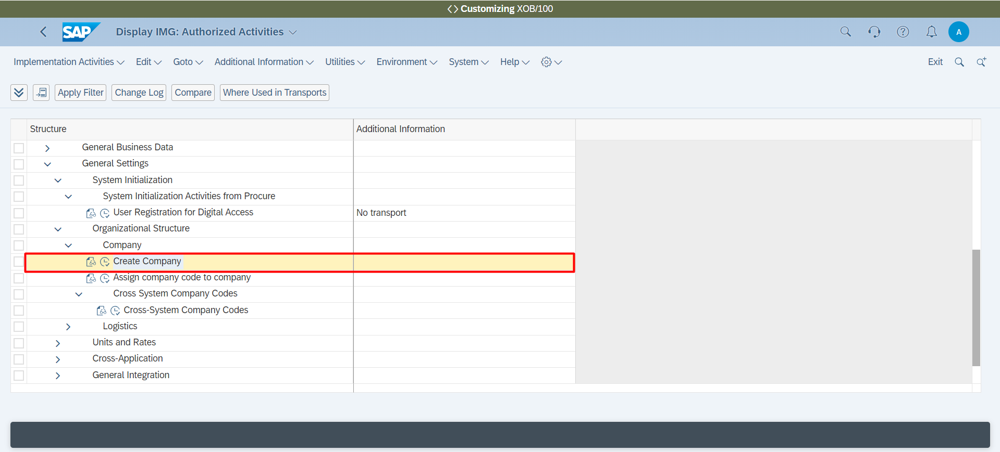 <> Customizing XOB/100
SAP Display IMG: Authorized Activities A
Implementation Activities Edit Goto Additional Information Utilities Environment System Help Exit
Apply Filter Change Log Compare Where Used in Transports
Structure Additional Information
General Business Data
General Settings
System Initialization
System Initialization Activities from Procure
User Registration for Digital Access No transport
Organizational Structure
Company
Create Company
Assign company code to company
Cross System Company Codes
Cross-System Company Codes
Logistics
Units and Rates
Cross-Application
General Integration